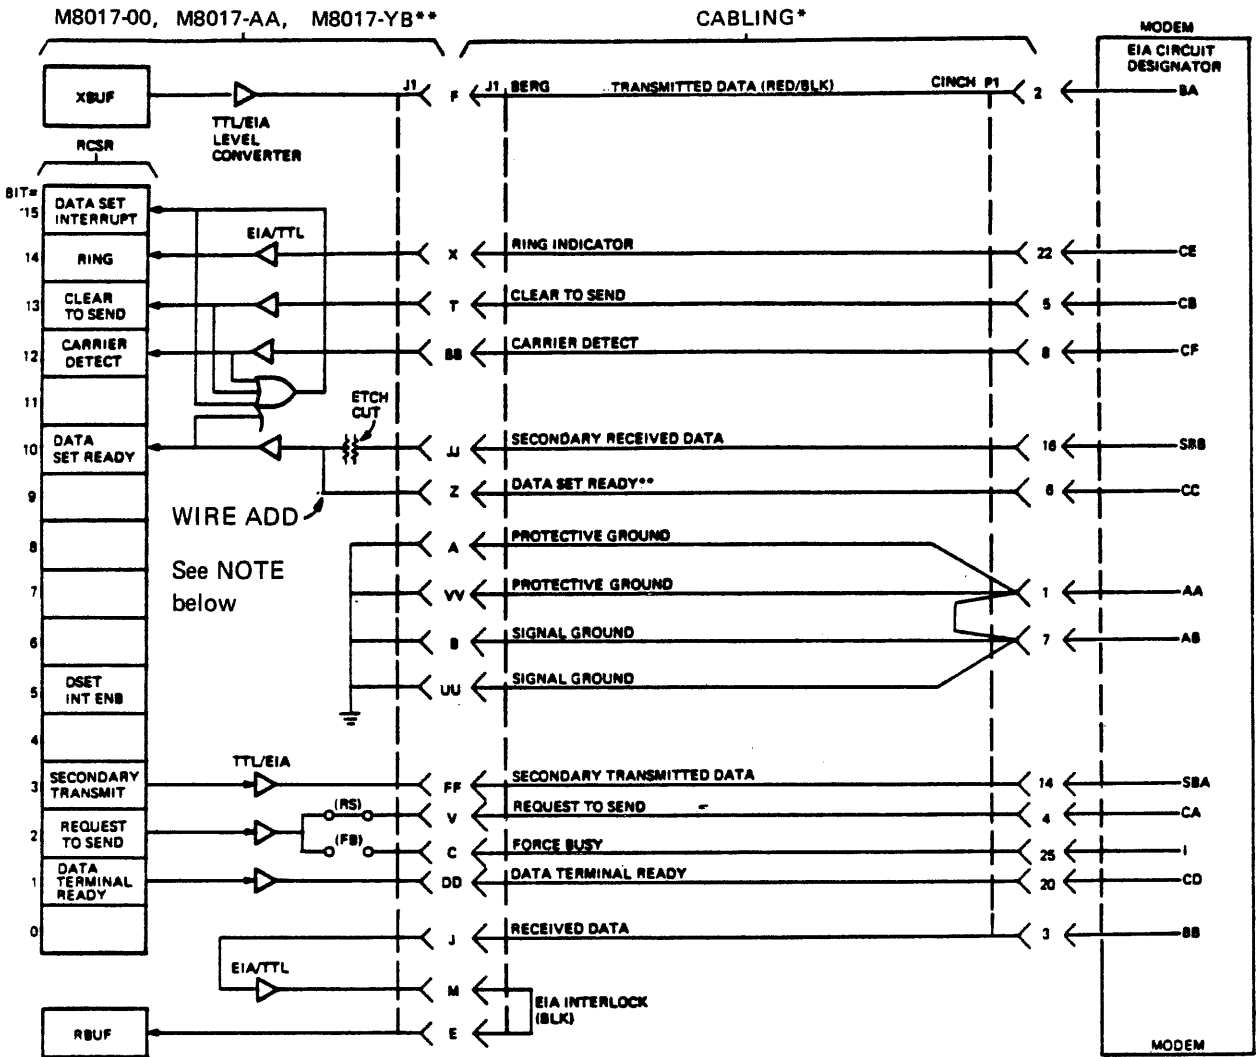 M8017-00, M8017-AA, M8017-YB** CABLING*
MODEM
EIA CIRCUIT
DESIGNATOR
XBUF J1 F J1 BERG TRANSMITTED DATA (RED/BLK) CINCH P1 2 BA
TTL/EIA
LEVEL
CONVERTER
RCSR
BIT#
15 DATA SET
INTERRUPT
EIA/TTL
14 RING X RING INDICATOR 22 CE
13 CLEAR
TO SEND T CLEAR TO SEND 5 CB
12 CARRIER
DETECT BB CARRIER DETECT 8 CF
11
ETCH
CUT
10 DATA
SET READY JJ SECONDARY RECEIVED DATA 16 SRB
9 Z DATA SET READY** 6 CC
WIRE ADD
8 A PROTECTIVE GROUND
See NOTE
below
7 VV PROTECTIVE GROUND 1 AA
6 B SIGNAL GROUND 7 AB
5 DSET
INT ENB UU SIGNAL GROUND
4
TTL/EIA
3 SECONDARY
TRANSMIT FF SECONDARY TRANSMITTED DATA 14 SBA
2 REQUEST
TO SEND (RS) V REQUEST TO SEND 4 CA
(FB) C FORCE BUSY 25 I
1 DATA
TERMINAL
READY DD DATA TERMINAL READY 20 CD
0 J RECEIVED DATA 3 BB
EIA/TTL M EIA INTERLOCK
(BLK)
RBUF E
MODEM